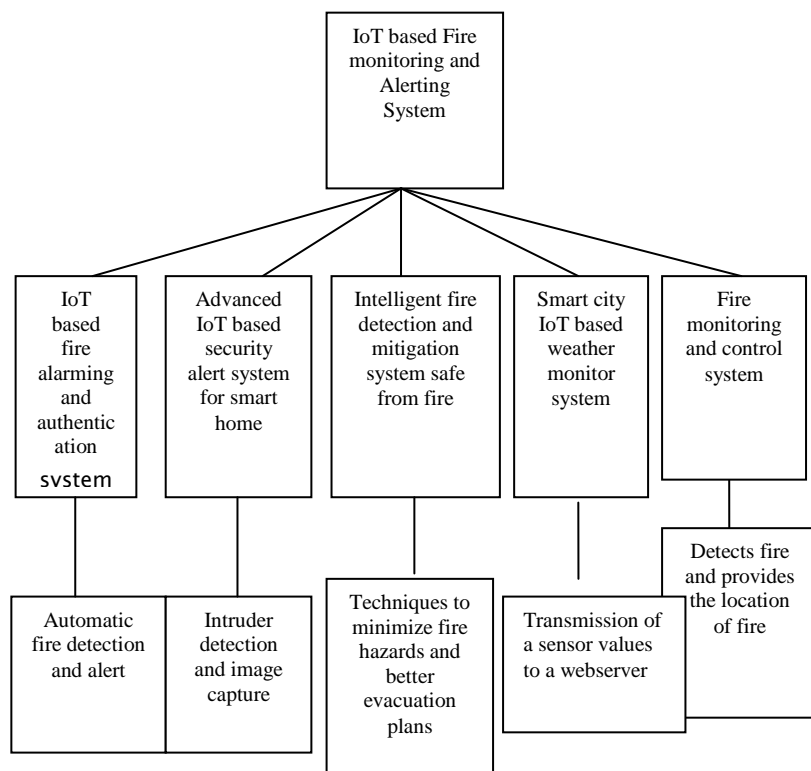 IoT based Fire
monitoring and
Alerting
System
IoT
based
fire
alarming
and
authentic
ation
system
Advanced
IoT based
security
alert system
for smart
home
Intelligent fire
detection and
mitigation
system safe
from fire
Smart city
IoT based
weather
monitor
system
Fire
monitoring
and control
system
Automatic
fire detection
and alert
Intruder
detection
and image
capture
Techniques to
minimize fire
hazards and
better
evacuation
plans
Transmission of
a sensor values
to a webserver
Detects fire
and provides
the location
of fire